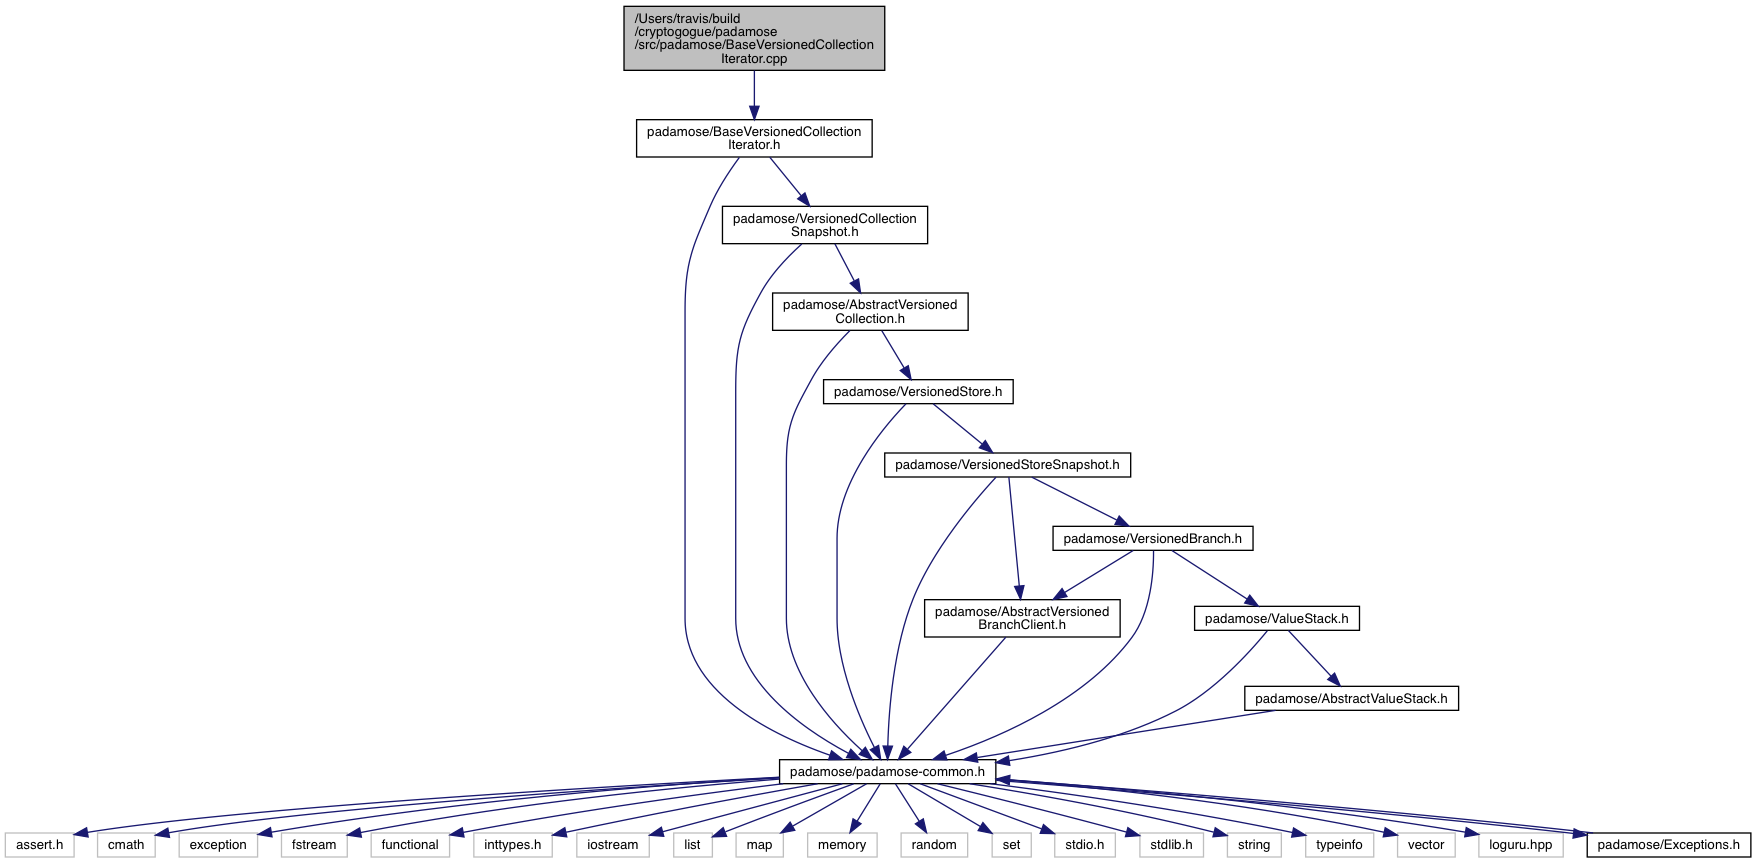 /Users/travis/build
/cryptogogue/padamose
/src/padamose/BaseVersionedCollection
Iterator.cpp
padamose/BaseVersionedCollection
Iterator.h
padamose/VersionedCollection
Snapshot.h
padamose/AbstractVersioned
Collection.h
padamose/VersionedStore.h
padamose/VersionedStoreSnapshot.h
padamose/VersionedBranch.h
padamose/AbstractVersioned
BranchClient.h
padamose/ValueStack.h
padamose/AbstractValueStack.h
padamose/padamose-common.h
assert.h
cmath
exception
fstream
functional
inttypes.h
iostream
list
map
memory
random
set
stdio.h
stdlib.h
string
typeinfo
vector
loguru.hpp
padamose/Exceptions.h